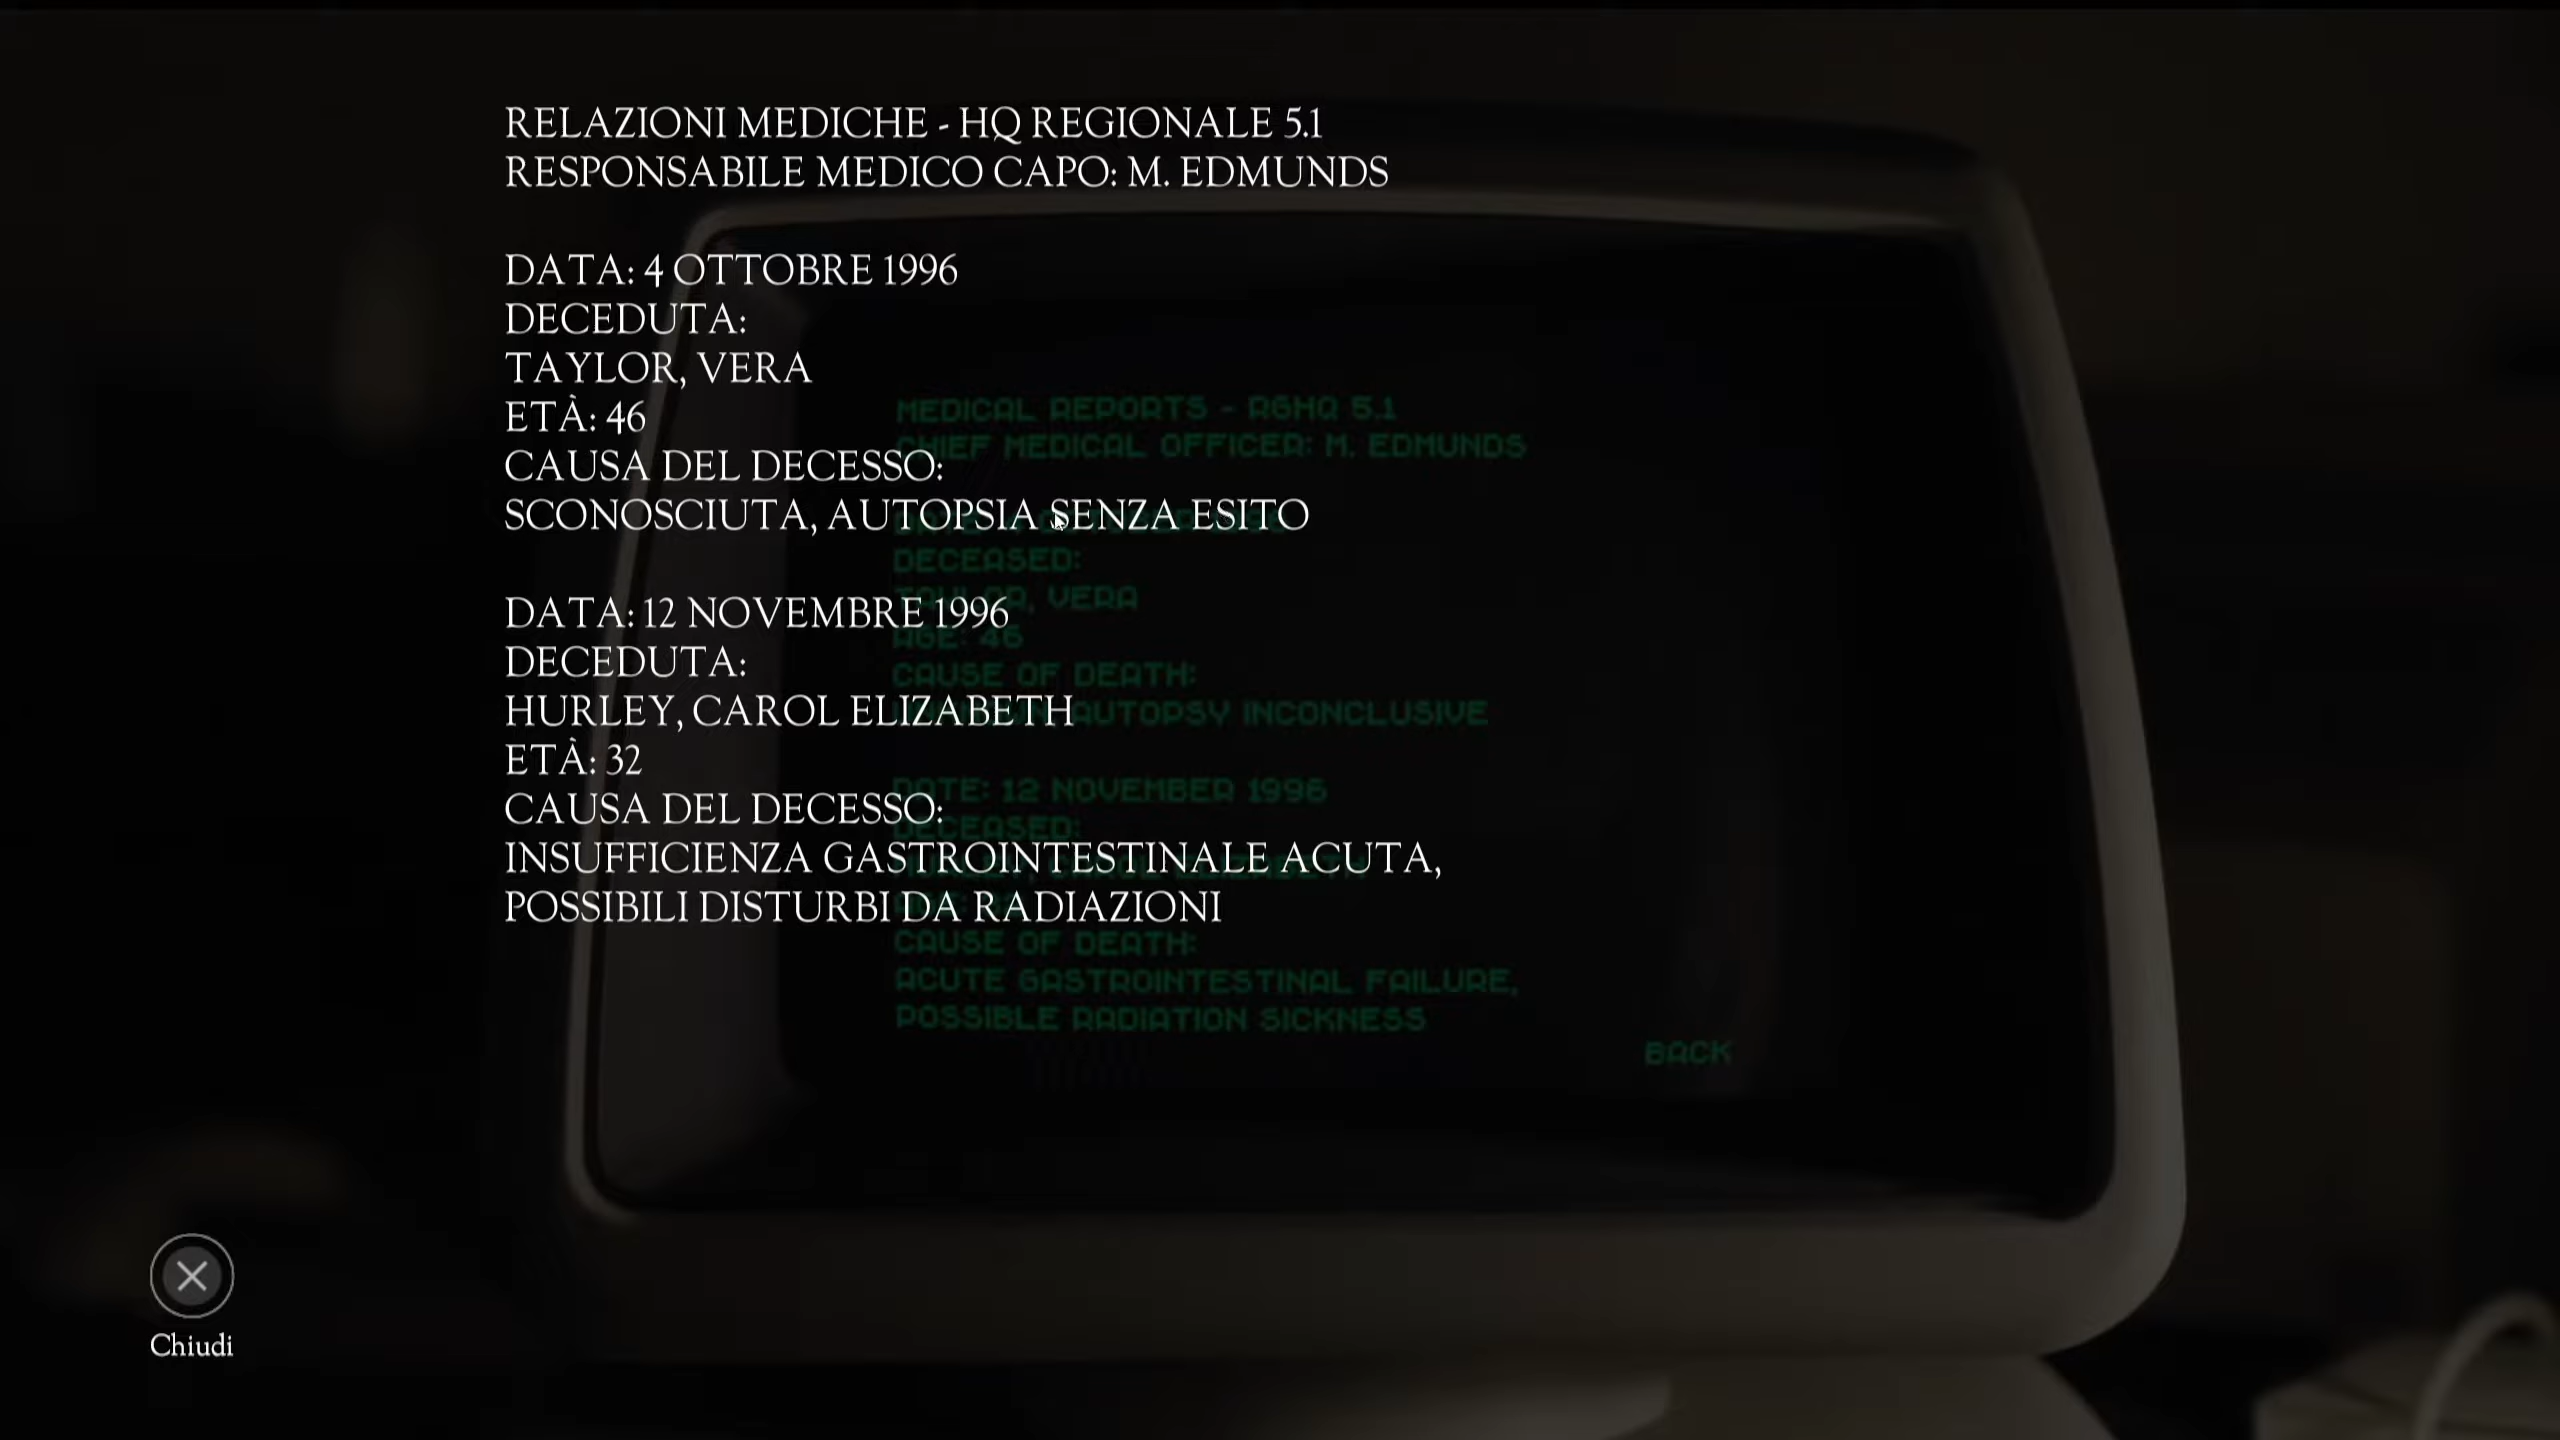 RELAZIONI MEDICHE - HQ REGIONALE 5.1
RESPONSABILE MEDICO CAPO: M. EDMUNDS
DATA: 4 OTTOBRE 1996
DECEDUTA:
TAYLOR, VERA
ETÀ: 46
CAUSA DEL DECESSO:
SCONOSCIUTA, AUTOPSIA SENZA ESITO
DATA: 12 NOVEMBRE 1996
DECEDUTA:
HURLEY, CAROL ELIZABETH
ETÀ: 32
CAUSA DEL DECESSO:
INSUFFICIENZA GASTROINTESTINALE ACUTA,
POSSIBILI DISTURBI DA RADIAZIONI
MEDICAL REPORTS - RGHQ 5.1
CHIEF MEDICAL OFFICER: M. EDMUNDS
DECEASED:
TAYLOR, VERA
AGE: 46
CAUSE OF DEATH:
AUTOPSY INCONCLUSIVE
DATE: 12 NOVEMBER 1996
DECEASED:
CAUSE OF DEATH:
ACUTE GASTROINTESTINAL FAILURE,
POSSIBLE RADIATION SICKNESS
BACK
Chiudi